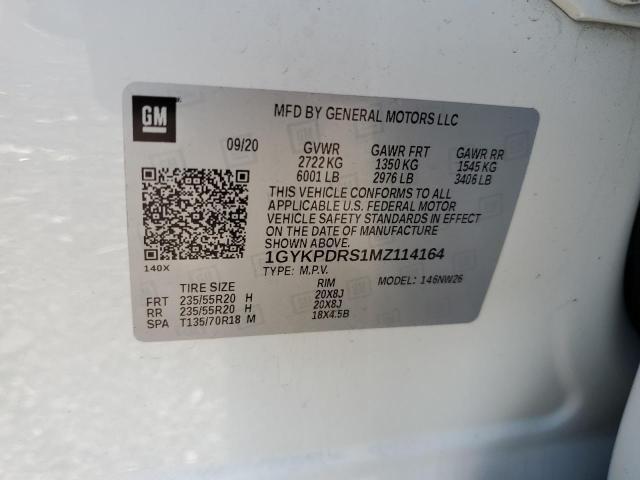 GM
MFD BY GENERAL MOTORS LLC
09/20 GVWR GAWR FRT GAWR RR
2722 KG 1350 KG 1545 KG
6001 LB 2976 LB 3406 LB
THIS VEHICLE CONFORMS TO ALL
APPLICABLE U.S. FEDERAL MOTOR
VEHICLE SAFETY STANDARDS IN EFFECT
ON THE DATE OF MANUFACTURE
SHOWN ABOVE.
1GYKPDRS1MZ114164
140X
TYPE: M.P.V. MODEL: 146NW26
TIRE SIZE RIM
FRT 235/55R20 H 20X8J
RR 235/55R20 H 20X8J
SPA T135/70R18 M 18X4.5B